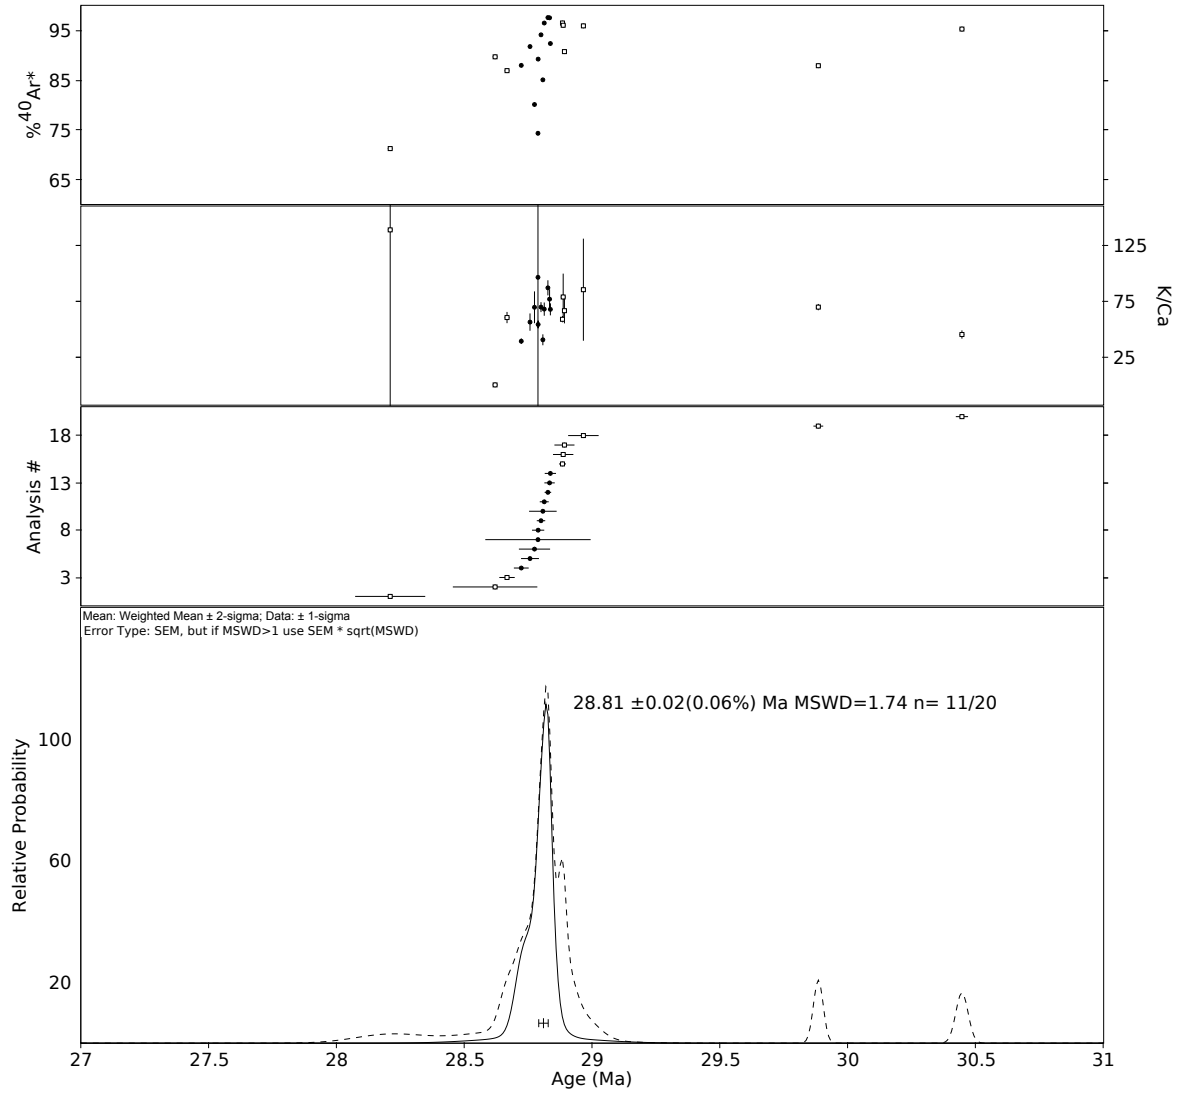 95
85
75
65
%40Ar*
125
75
25
K/Ca
18
13
8
3
Analysis #
Mean: Weighted Mean ± 2-sigma; Data: ± 1-sigma
Error Type: SEM, but if MSWD>1 use SEM * sqrt(MSWD)
28.81 ±0.02(0.06%) Ma MSWD=1.74 n= 11/20
100
60
20
Relative Probability
27 27.5 28 28.5 29 29.5 30 30.5 31
Age (Ma)